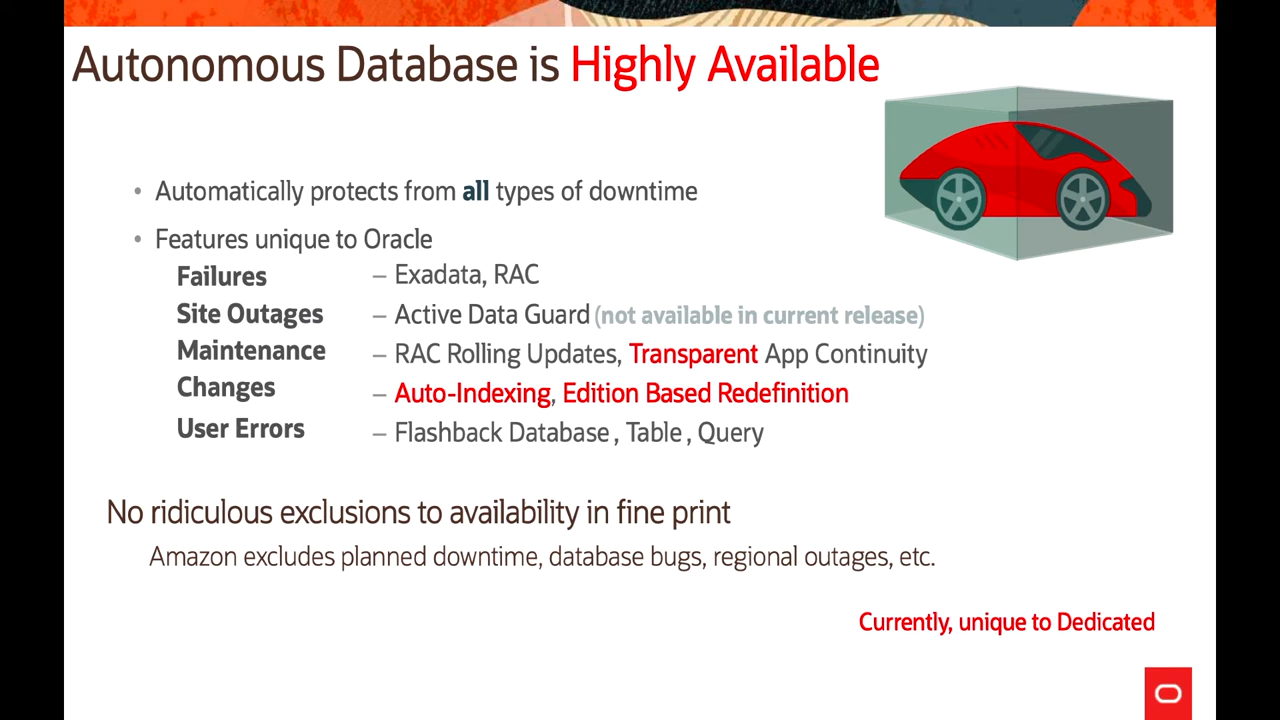 Autonomous Database is Highly Available
• Automatically protects from all types of downtime
• Features unique to Oracle
Failures – Exadata, RAC
Site Outages – Active Data Guard (not available in current release)
Maintenance – RAC Rolling Updates, Transparent App Continuity
Changes – Auto-Indexing, Edition Based Redefinition
User Errors – Flashback Database , Table , Query
No ridiculous exclusions to availability in fine print
Amazon excludes planned downtime, database bugs, regional outages, etc.
Currently, unique to Dedicated